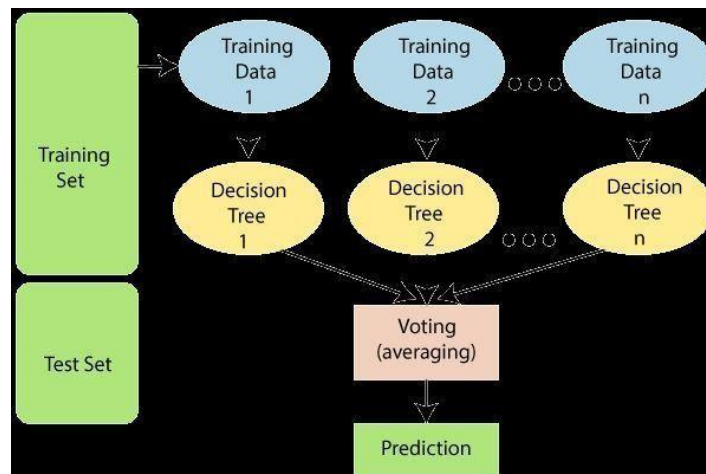 Training
Set
Training
Data
1
Training
Data
2
Training
Data
n
Decision
Tree
1
Decision
Tree
2
Decision
Tree
n
Test Set
Voting
(averaging)
Prediction